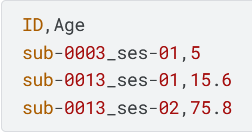 ID,Age
sub-0003_ses-01,5
sub-0013_ses-01,15.6
sub-0013_ses-02,75.8